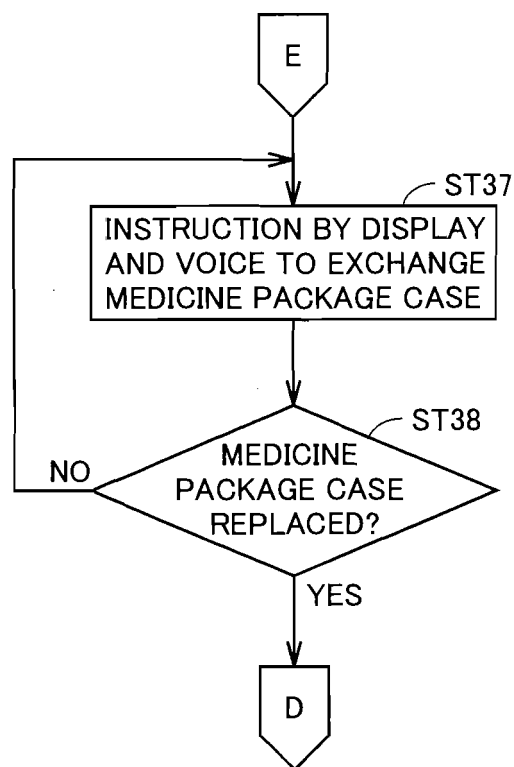 E
ST37
INSTRUCTION BY DISPLAY
AND VOICE TO EXCHANGE
MEDICINE PACKAGE CASE
ST38
MEDICINE
PACKAGE CASE
REPLACED?
NO
YES
D